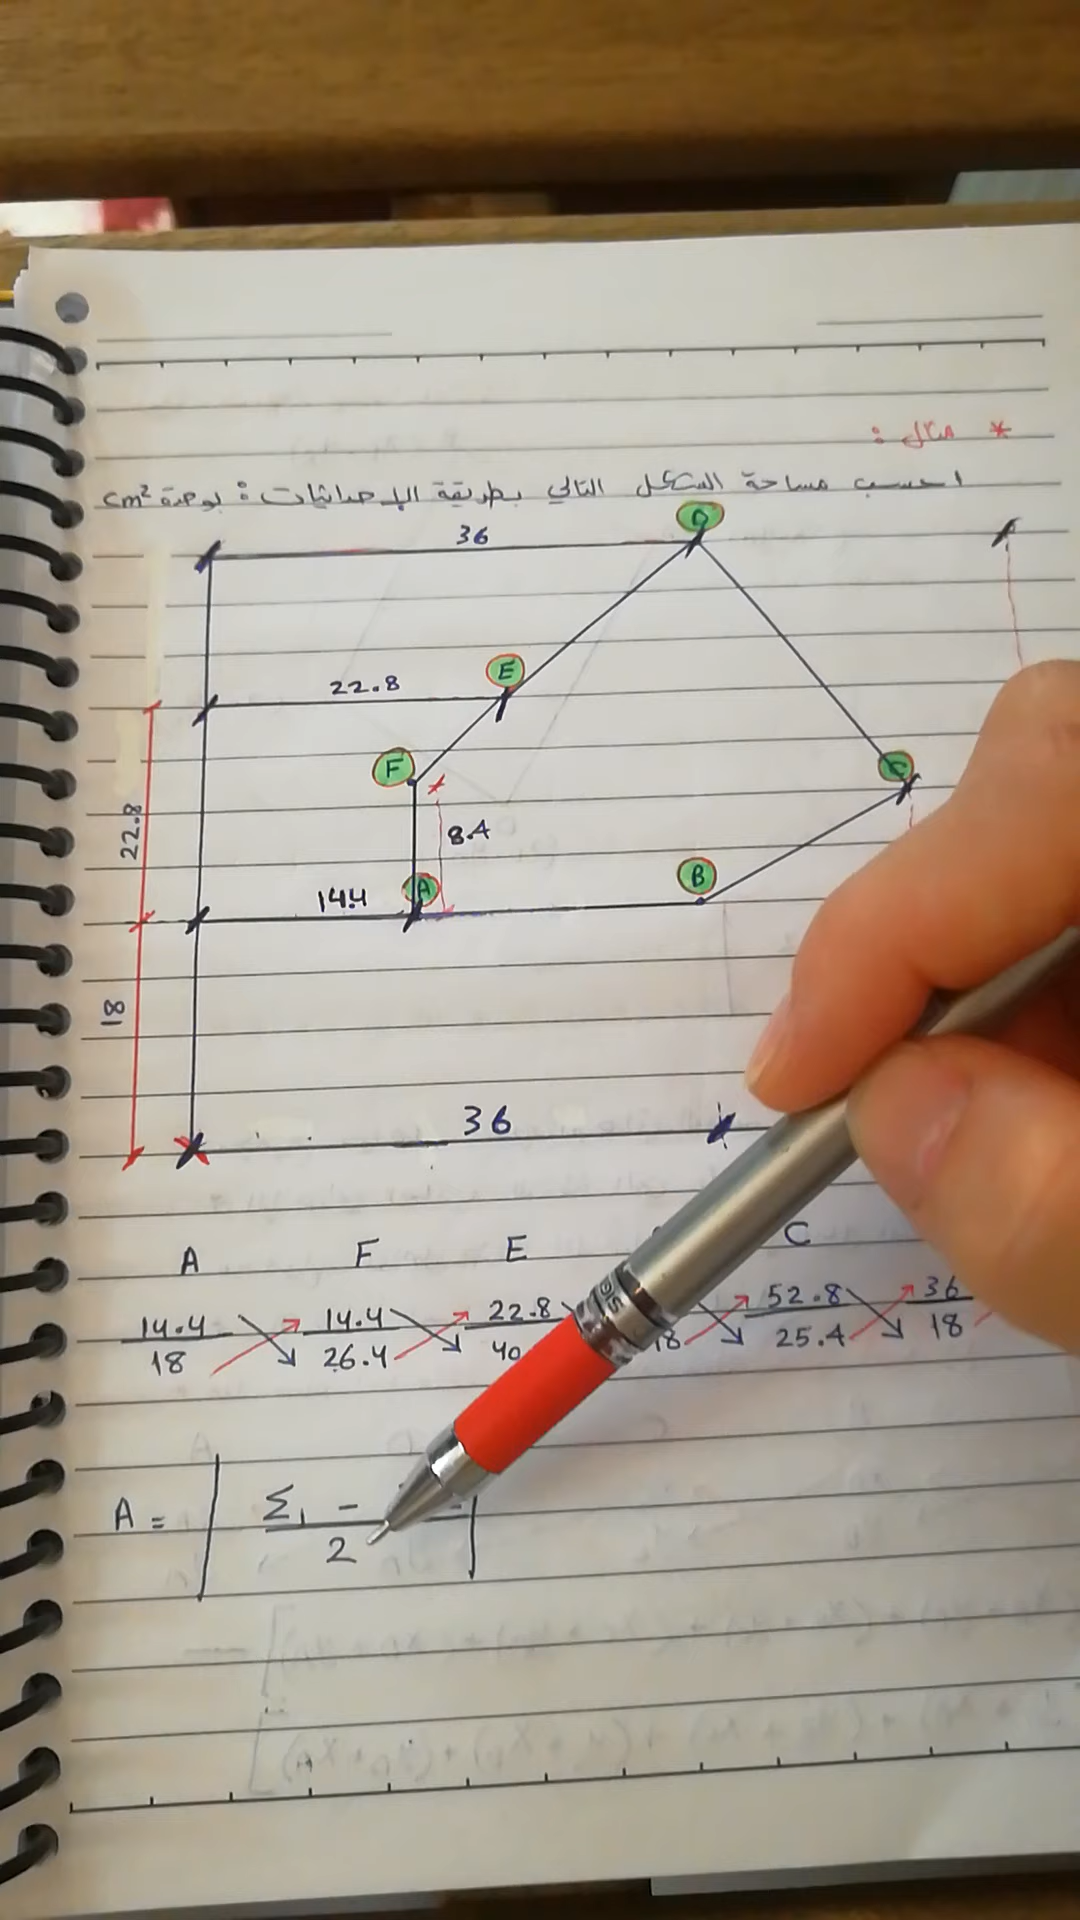 * مثال :
احسب مساحة الشكل التالي بطريقة الإحداثيات : بوحدة cm²
36
D
22.8
E
F
C
22.8
8.4
14.4
A
B
18
36
A F E C
14.4 14.4 22.8 52.8 36
18 26.4 40 18 25.4 18
A = | Σ₁ - | 
2